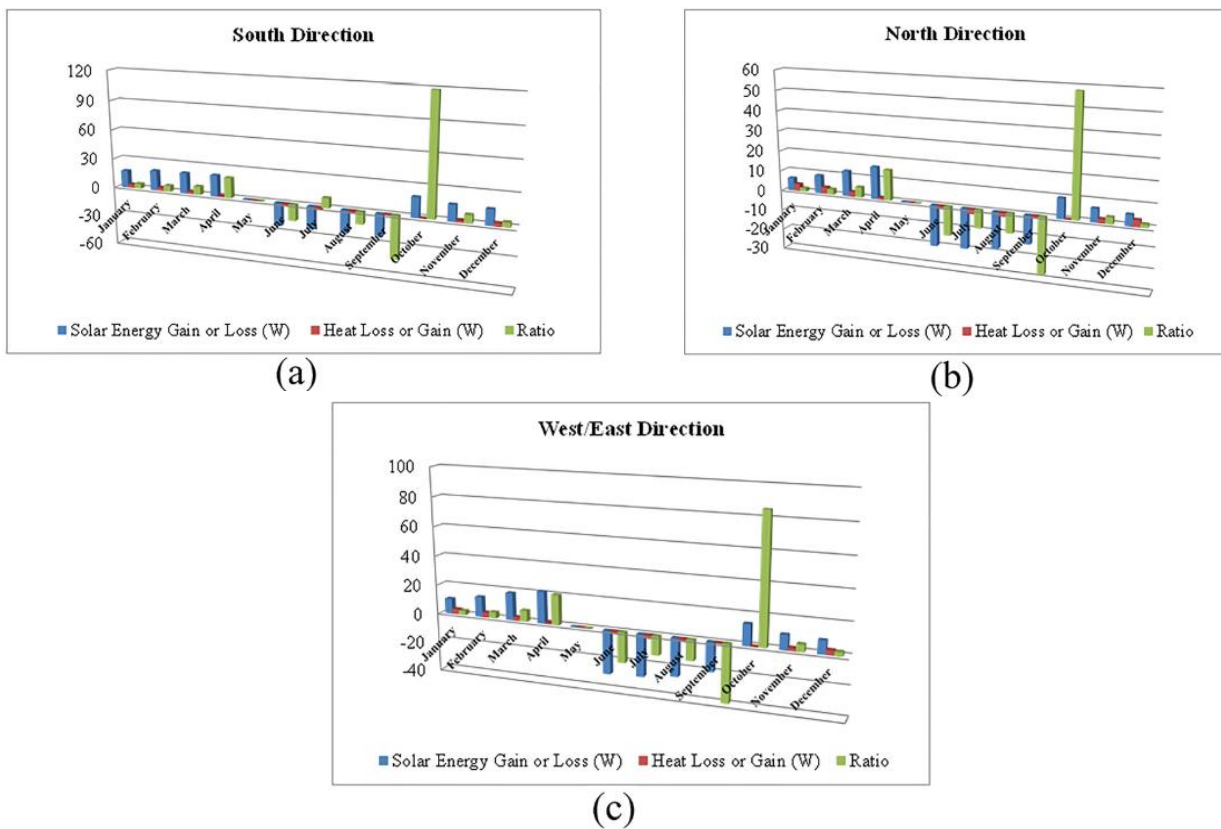 South Direction
120
90
60
30
0
-30
-60
January
February
March
April
May
June
July
August
September
October
November
December
Solar Energy Gain or Loss (W) Heat Loss or Gain (W) Ratio
(a)
North Direction
60
50
40
30
20
10
0
-10
-20
-30
January
February
March
April
May
June
July
August
September
October
November
December
Solar Energy Gain or Loss (W) Heat Loss or Gain (W) Ratio
(b)
West/East Direction
100
80
60
40
20
0
-20
-40
January
February
March
April
May
June
July
August
September
October
November
December
Solar Energy Gain or Loss (W) Heat Loss or Gain (W) Ratio
(c)